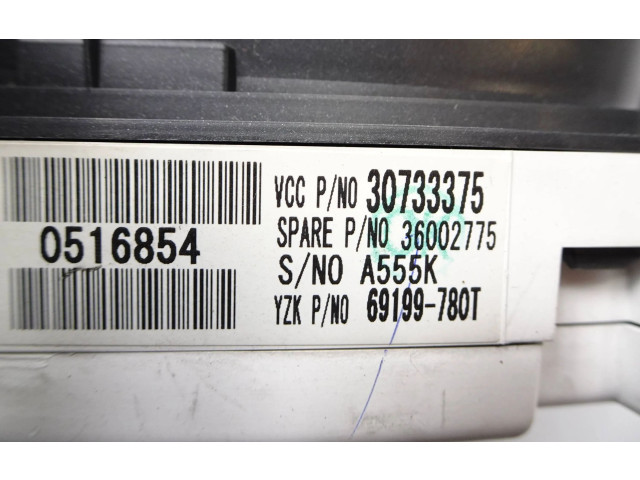 0516854
VCC P/NO 30733375
SPARE P/NO 36002775
S/NO A555K
YZK P/NO 69199-780T